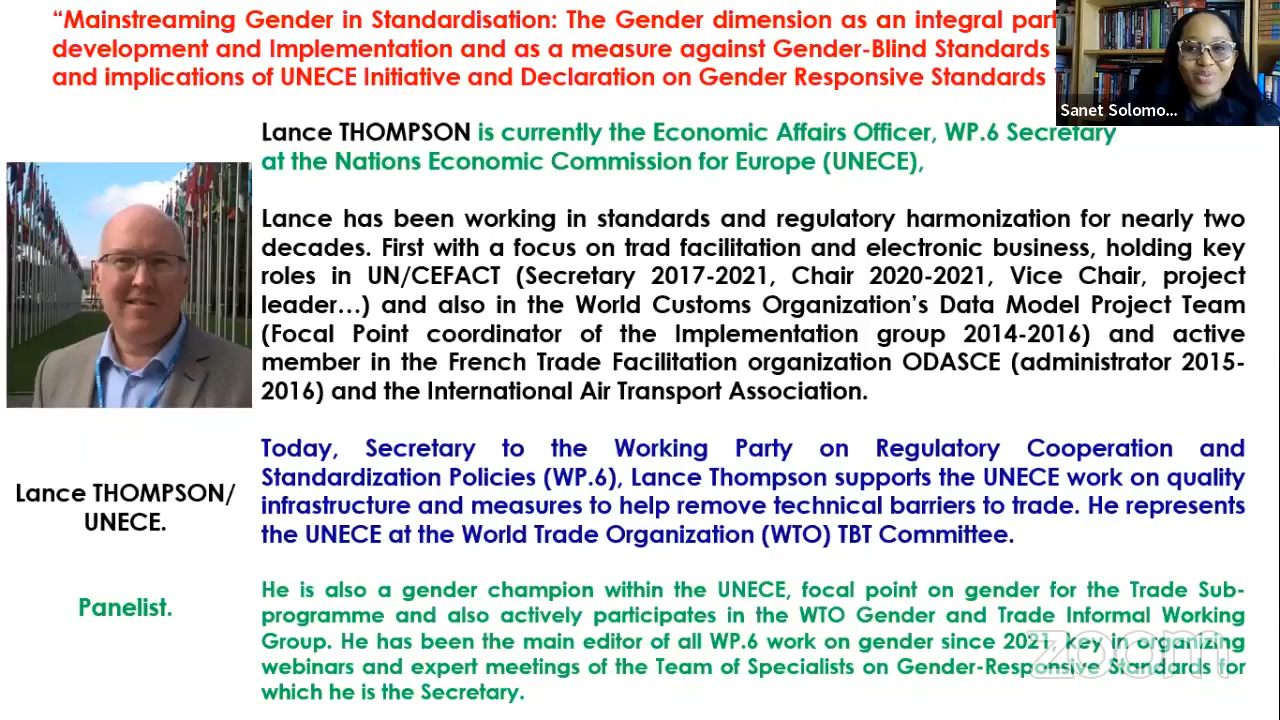 “Mainstreaming Gender in Standardisation: The Gender dimension as an integral part
development and Implementation and as a measure against Gender-Blind Standards
and implications of UNECE Initiative and Declaration on Gender Responsive Standards
Sanet Solomo...
Lance THOMPSON is currently the Economic Affairs Officer, WP.6 Secretary
at the Nations Economic Commission for Europe (UNECE),
Lance has been working in standards and regulatory harmonization for nearly two
decades. First with a focus on trad facilitation and electronic business, holding key
roles in UN/CEFACT (Secretary 2017-2021, Chair 2020-2021, Vice Chair, project
leader…) and also in the World Customs Organization’s Data Model Project Team
(Focal Point coordinator of the Implementation group 2014-2016) and active
member in the French Trade Facilitation organization ODASCE (administrator 2015-
2016) and the International Air Transport Association.
Today, Secretary to the Working Party on Regulatory Cooperation and
Standardization Policies (WP.6), Lance Thompson supports the UNECE work on quality
infrastructure and measures to help remove technical barriers to trade. He represents
the UNECE at the World Trade Organization (WTO) TBT Committee.
Lance THOMPSON/
UNECE.
Panelist.
He is also a gender champion within the UNECE, focal point on gender for the Trade Sub-
programme and also actively participates in the WTO Gender and Trade Informal Working
Group. He has been the main editor of all WP.6 work on gender since 2021, key in organizing
webinars and expert meetings of the Team of Specialists on Gender-Responsive Standards for
which he is the Secretary.
zoom